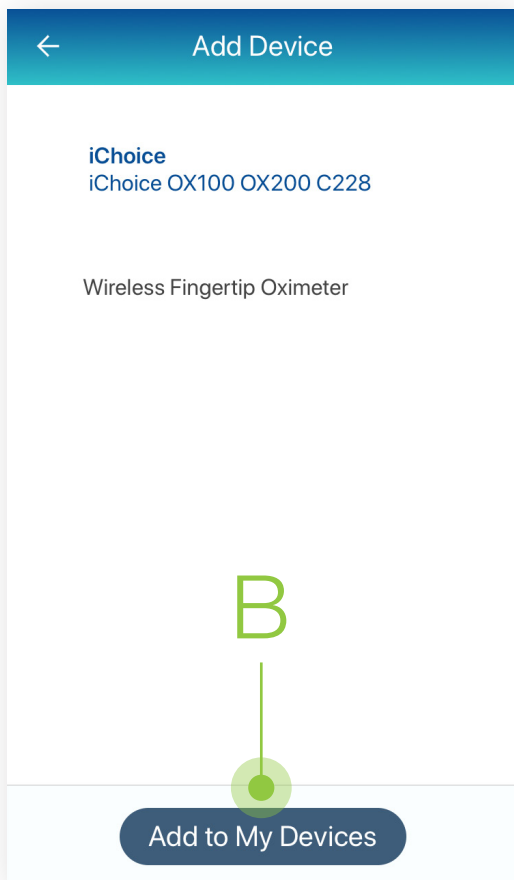 Add Device
iChoice
iChoice OX100 OX200 C228
Wireless Fingertip Oximeter
B
Add to My Devices